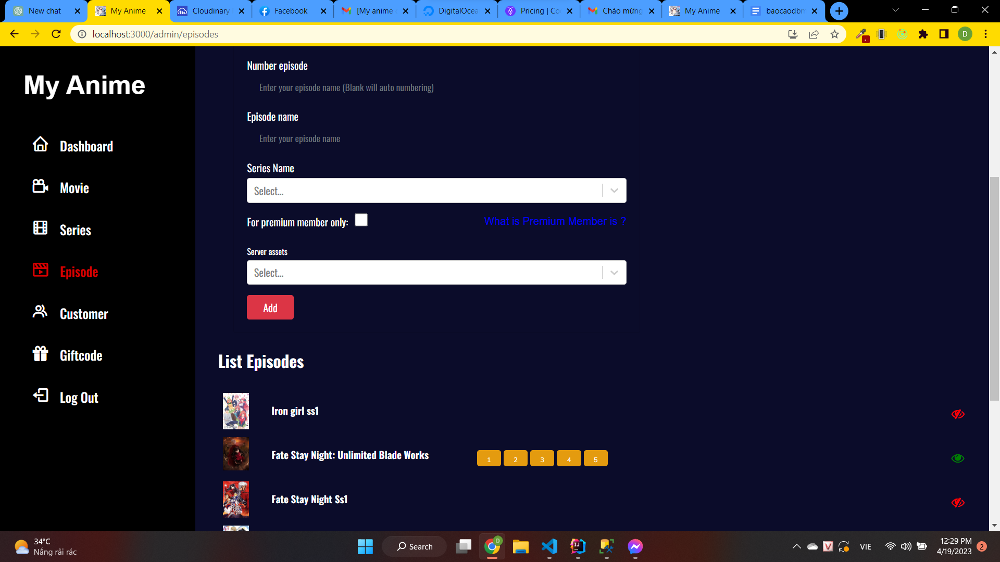 New chat
My Anime
Cloudinary
Facebook
[My anime
DigitalOcea
Pricing | Co
Chào mừng
My Anime
baocaodbm
localhost:3000/admin/episodes
D
My Anime
Dashboard
Movie
Series
Episode
Customer
Giftcode
Log Out
Number episode
Enter your episode name (Blank will auto numbering)
Episode name
Enter your episode name
Series Name
Select...
For premium member only:
What is Premium Member is ?
Server assets
Select...
Add
List Episodes
Iron girl ss1
Fate Stay Night: Unlimited Blade Works
1 2 3 4 5
Fate Stay Night Ss1
34°C
Nắng rải rác
Search
D
VIE
12:29 PM
4/19/2023
2